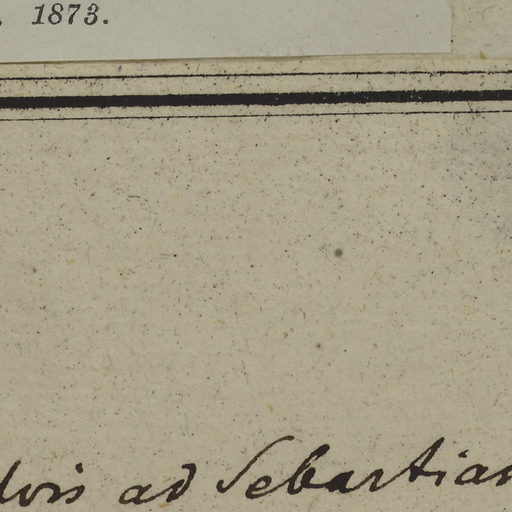 . 1873.
ad Sebastian